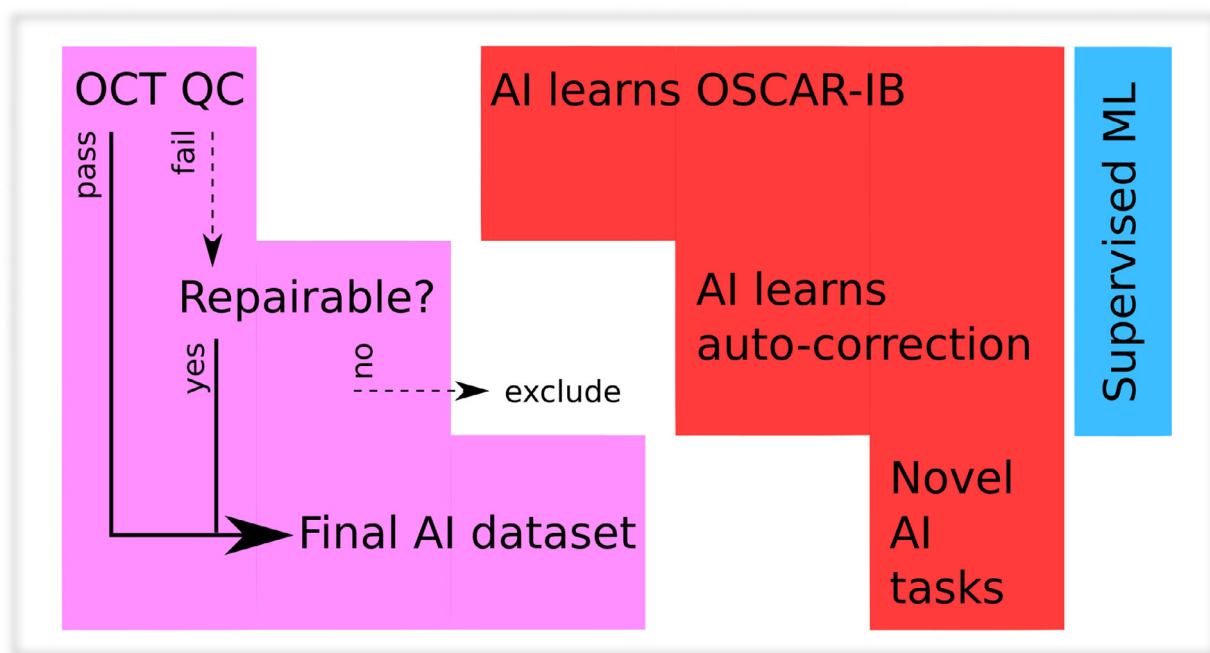 OCT QC
pass
fail
Repairable?
yes
no
exclude
Final AI dataset
AI learns OSCAR-IB
AI learns
auto-correction
Novel
AI
tasks
Supervised ML